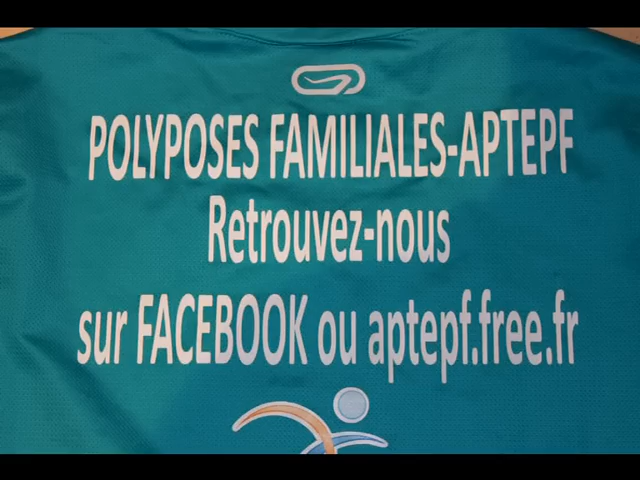 POLYPOSES FAMILIALES-APTEPF
Retrouvez-nous
sur FACEBOOK ou aptepf.free.fr